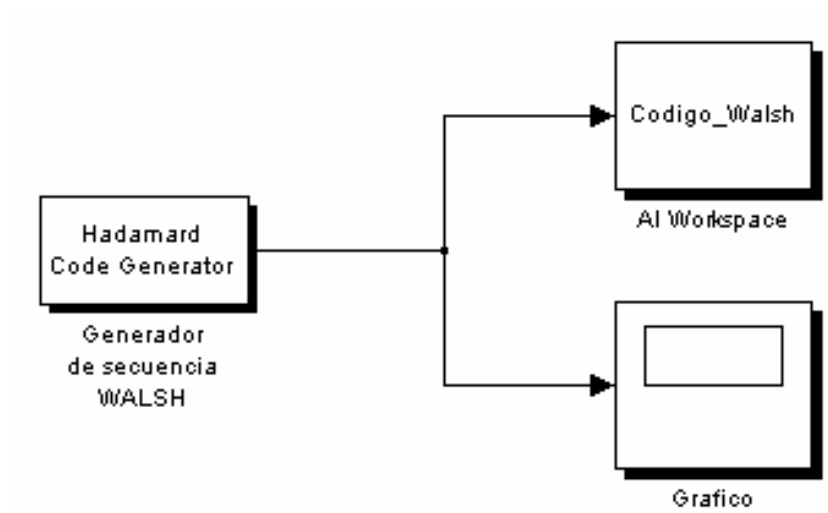 Hadamard
Code Generator
Generador
de secuencia
WALSH
Codigo_Walsh
Al Workspace
Grafico